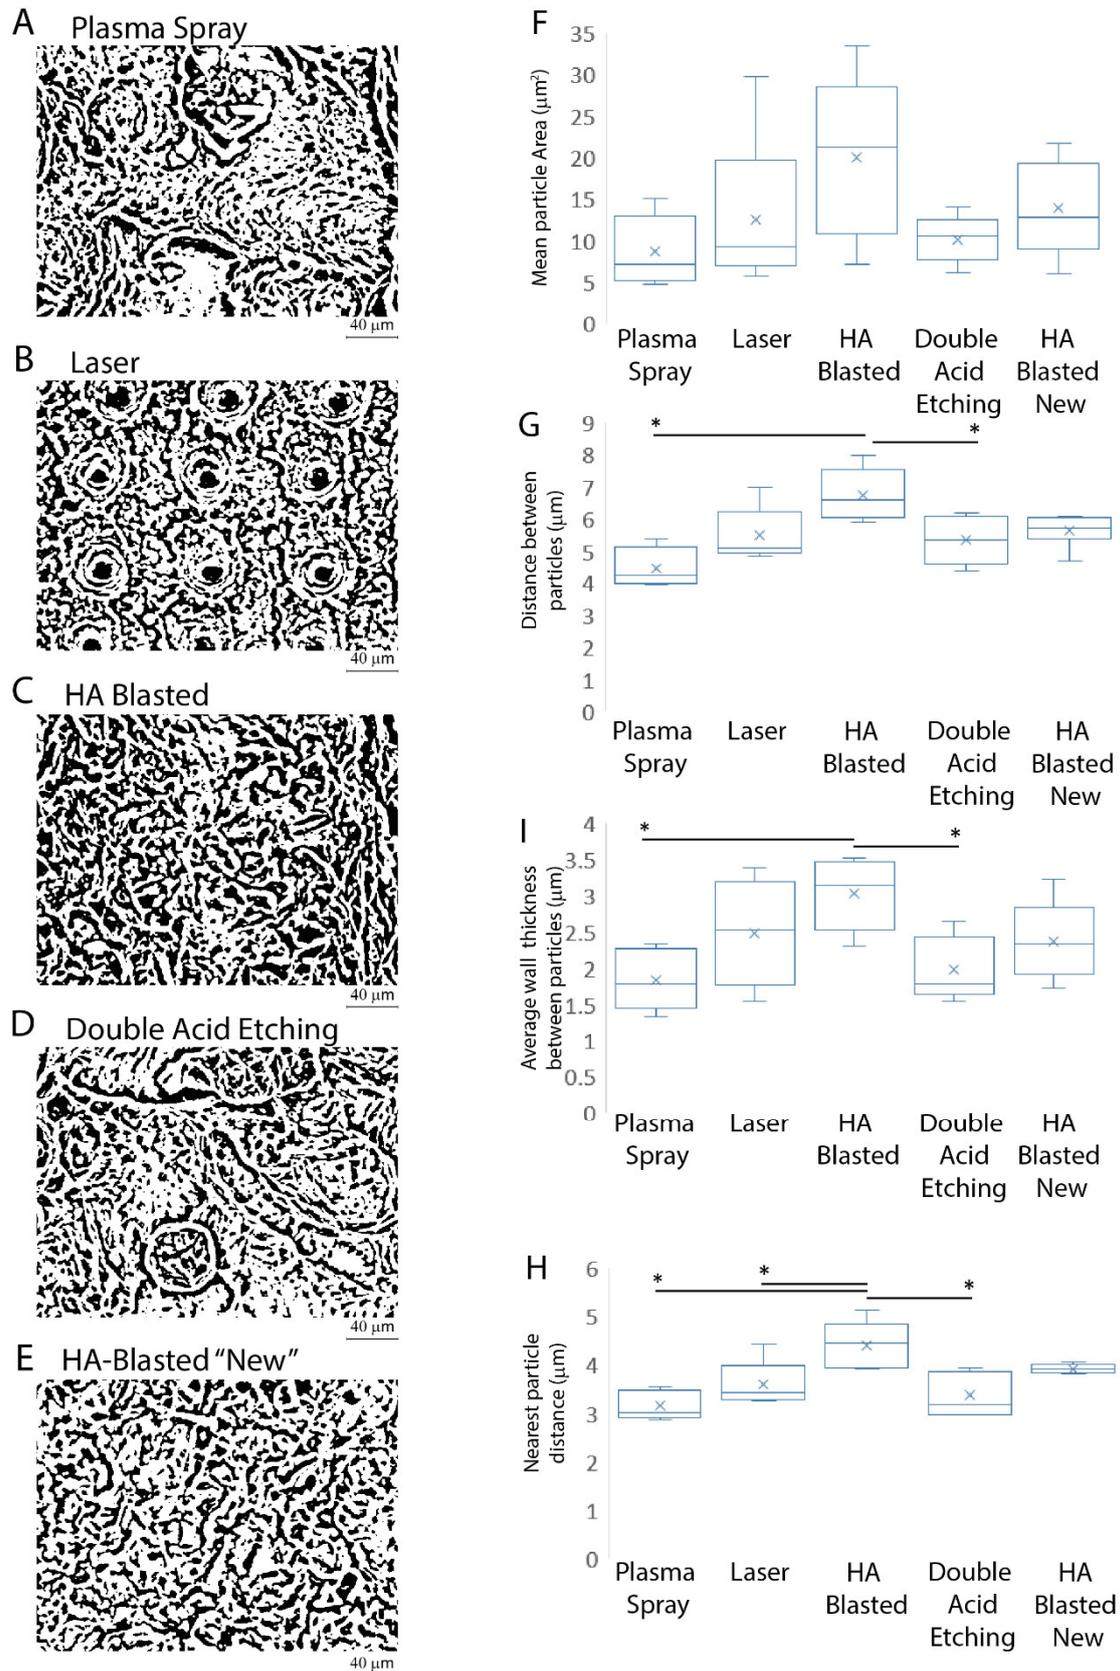 A Plasma Spray
40 μm
B Laser
40 μm
C HA Blasted
40 μm
D Double Acid Etching
40 μm
E HA-Blasted “New”
40 μm
F
Mean particle Area (μm²)
35
30
25
20
15
10
5
0
Plasma Laser HA Double HA
Spray Blasted Acid Blasted
Etching New
G
Distance between
particles (μm)
9
8
7
6
5
4
3
2
1
0
* *
Plasma Laser HA Double HA
Spray Blasted Acid Blasted
Etching New
I
Average wall thickness
between particles (μm)
4
3.5
3
2.5
2
1.5
1
0.5
0
* *
Plasma Laser HA Double HA
Spray Blasted Acid Blasted
Etching New
H
Nearest particle
distance (μm)
6
5
4
3
2
1
0
* * *
Plasma Laser HA Double HA
Spray Blasted Acid Blasted
Etching New